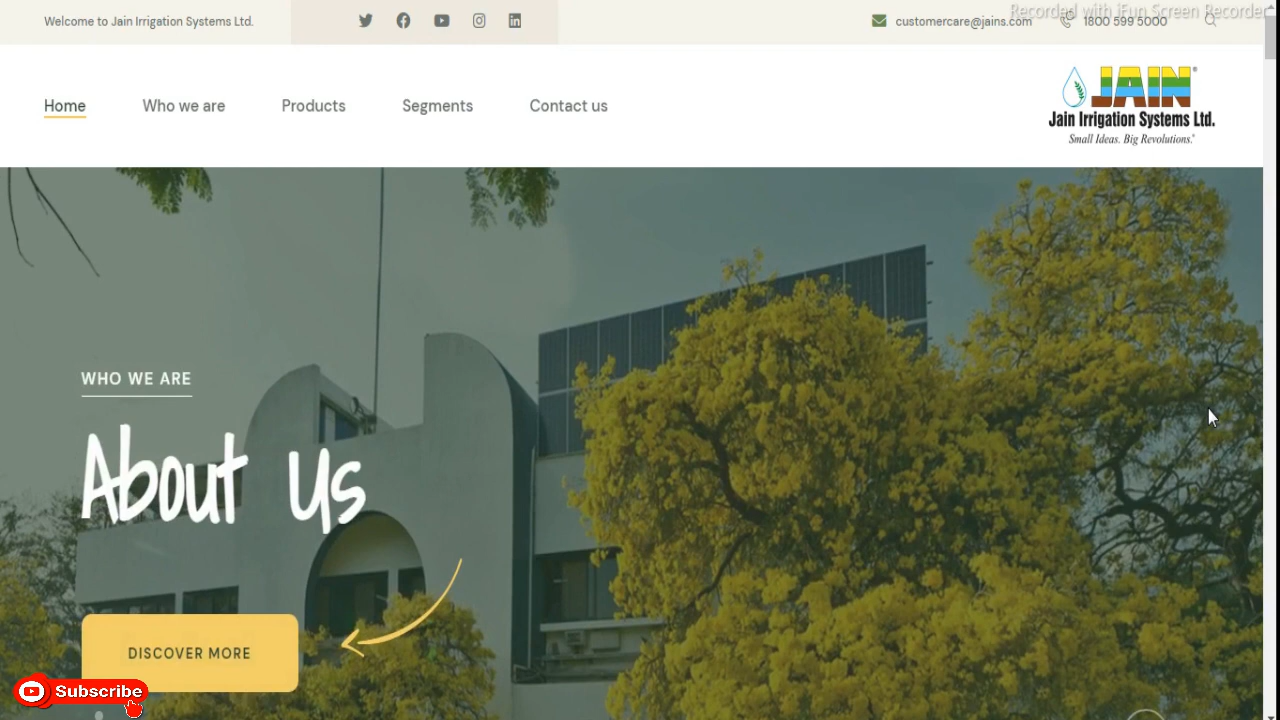 Recorded with iFun Screen Recorder
Welcome to Jain Irrigation Systems Ltd.
customercare@jains.com
1800 599 5000
Home
Who we are
Products
Segments
Contact us
JAIN®
Jain Irrigation Systems Ltd.
Small Ideas. Big Revolutions.®
WHO WE ARE
About Us
DISCOVER MORE
Subscribe